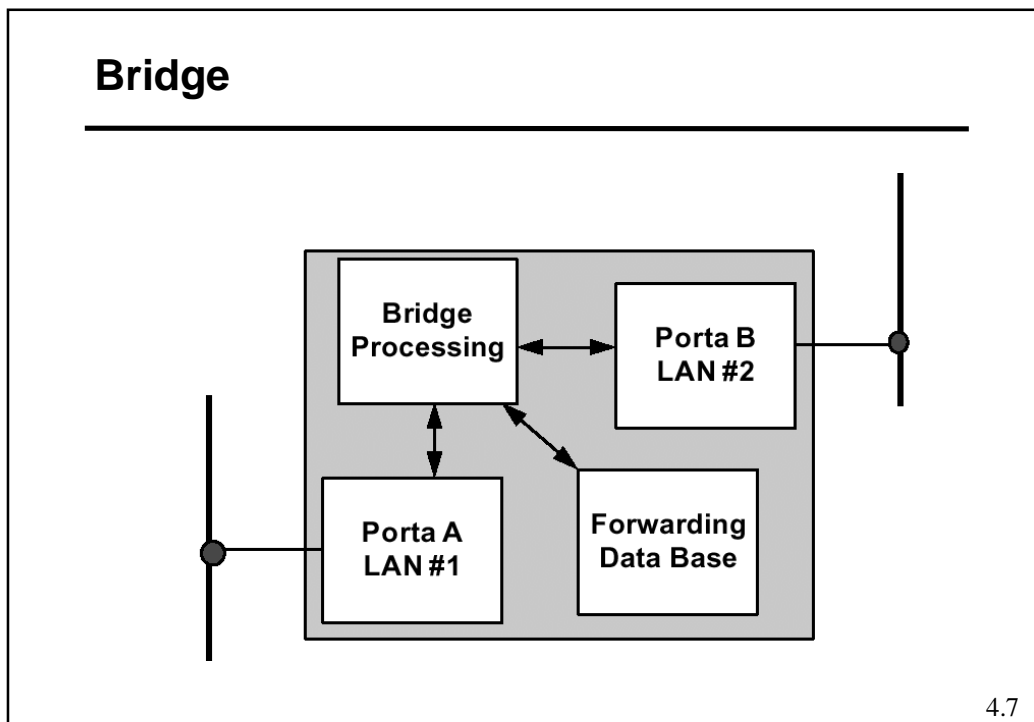 Bridge
Bridge
Processing
Porta B
LAN #2
Porta A
LAN #1
Forwarding
Data Base
4.7